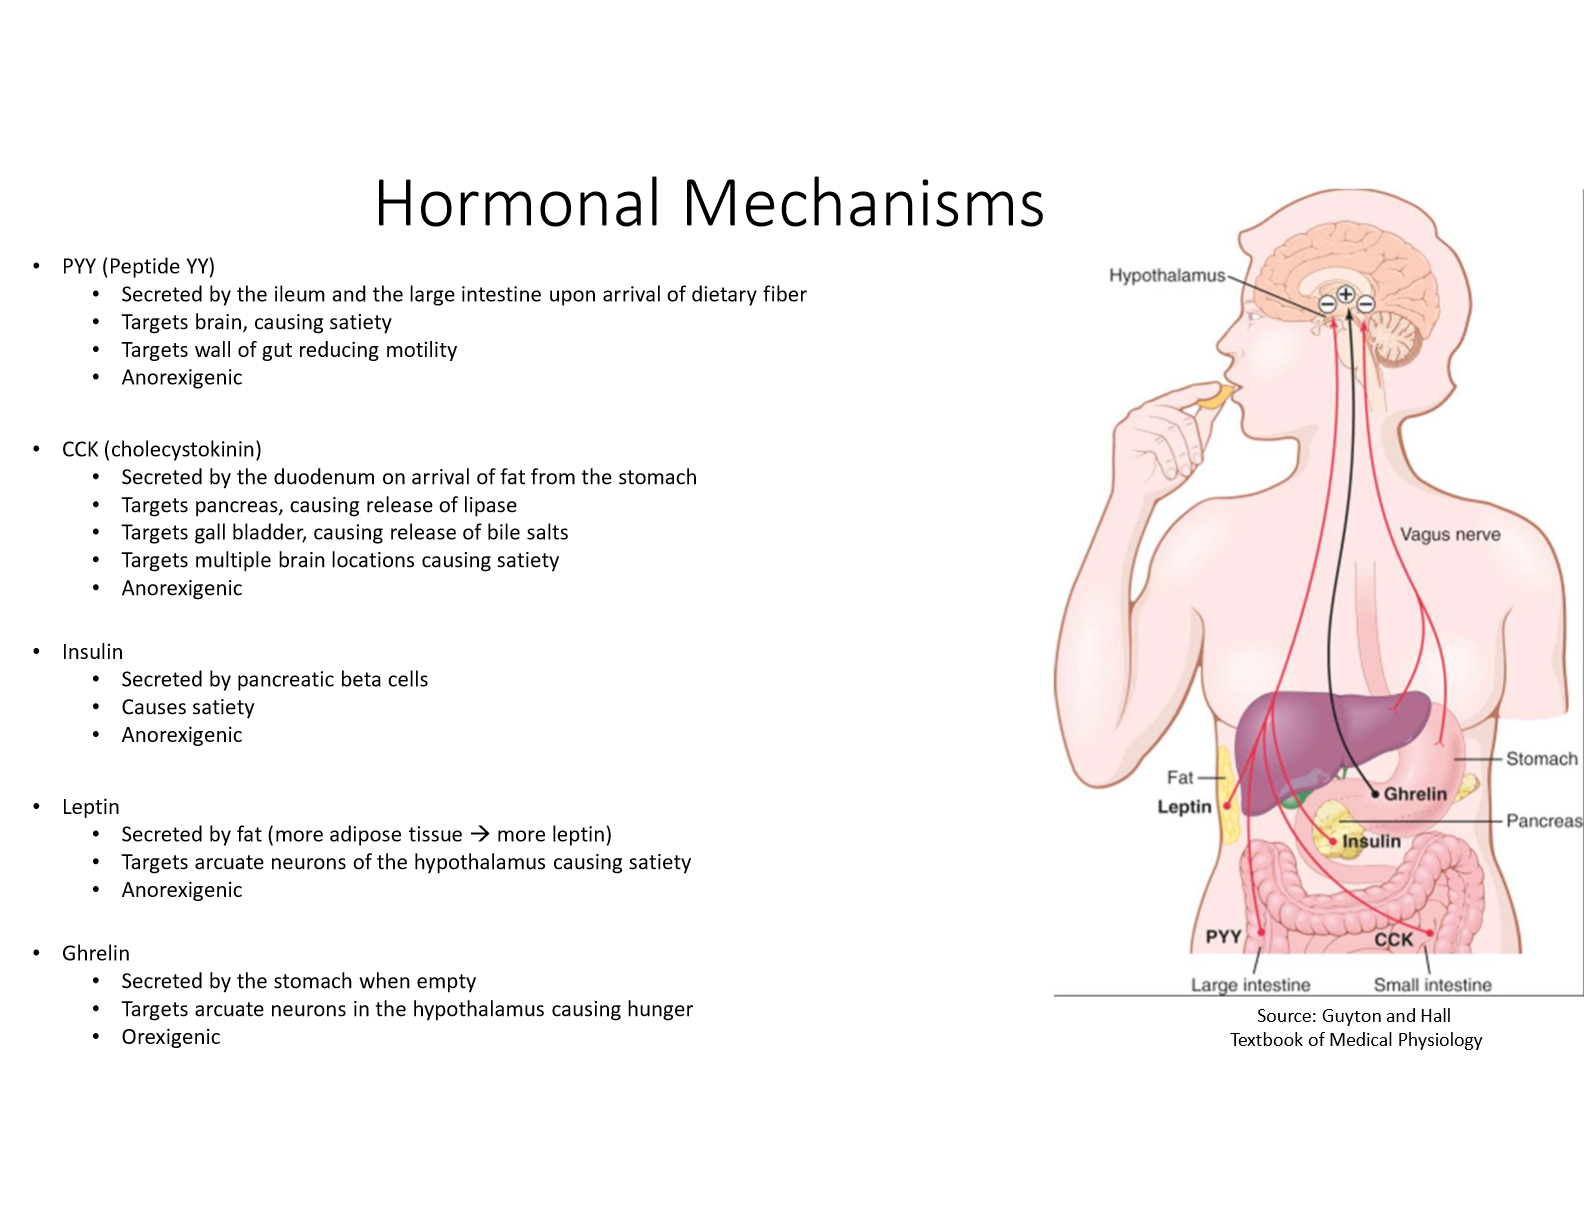 Hormonal Mechanisms
• PYY (Peptide YY)
• Secreted by the ileum and the large intestine upon arrival of dietary fiber
• Targets brain, causing satiety
• Targets wall of gut reducing motility
• Anorexigenic
• CCK (cholecystokinin)
• Secreted by the duodenum on arrival of fat from the stomach
• Targets pancreas, causing release of lipase
• Targets gall bladder, causing release of bile salts
• Targets multiple brain locations causing satiety
• Anorexigenic
• Insulin
• Secreted by pancreatic beta cells
• Causes satiety
• Anorexigenic
• Leptin
• Secreted by fat (more adipose tissue → more leptin)
• Targets arcuate neurons of the hypothalamus causing satiety
• Anorexigenic
• Ghrelin
• Secreted by the stomach when empty
• Targets arcuate neurons in the hypothalamus causing hunger
• Orexigenic
Hypothalamus
− + −
Vagus nerve
Stomach
Fat
Leptin
Ghrelin
Pancreas
Insulin
PYY
CCK
Large intestine
Small intestine
Source: Guyton and Hall
Textbook of Medical Physiology